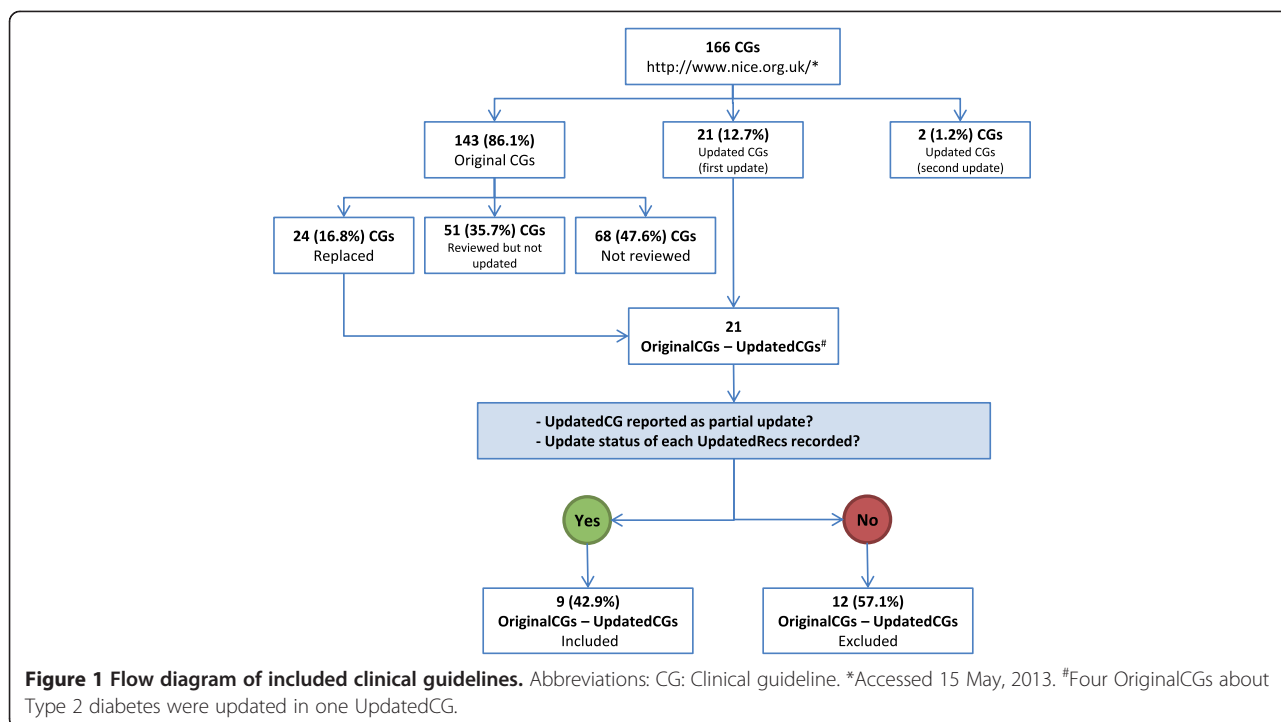 166 CGs
http://www.nice.org.uk/*
143 (86.1%)
Original CGs
21 (12.7%)
Updated CGs
(first update)
2 (1.2%) CGs
Updated CGs
(second update)
24 (16.8%) CGs
Replaced
51 (35.7%) CGs
Reviewed but not
updated
68 (47.6%) CGs
Not reviewed
21
OriginalCGs – UpdatedCGs#
- UpdatedCG reported as partial update?
- Update status of each UpdatedRecs recorded?
Yes
No
9 (42.9%)
OriginalCGs – UpdatedCGs
Included
12 (57.1%)
OriginalCGs – UpdatedCGs
Excluded
Figure 1 Flow diagram of included clinical guidelines. Abbreviations: CG: Clinical guideline. *Accessed 15 May, 2013. #Four OriginalCGs about
Type 2 diabetes were updated in one UpdatedCG.